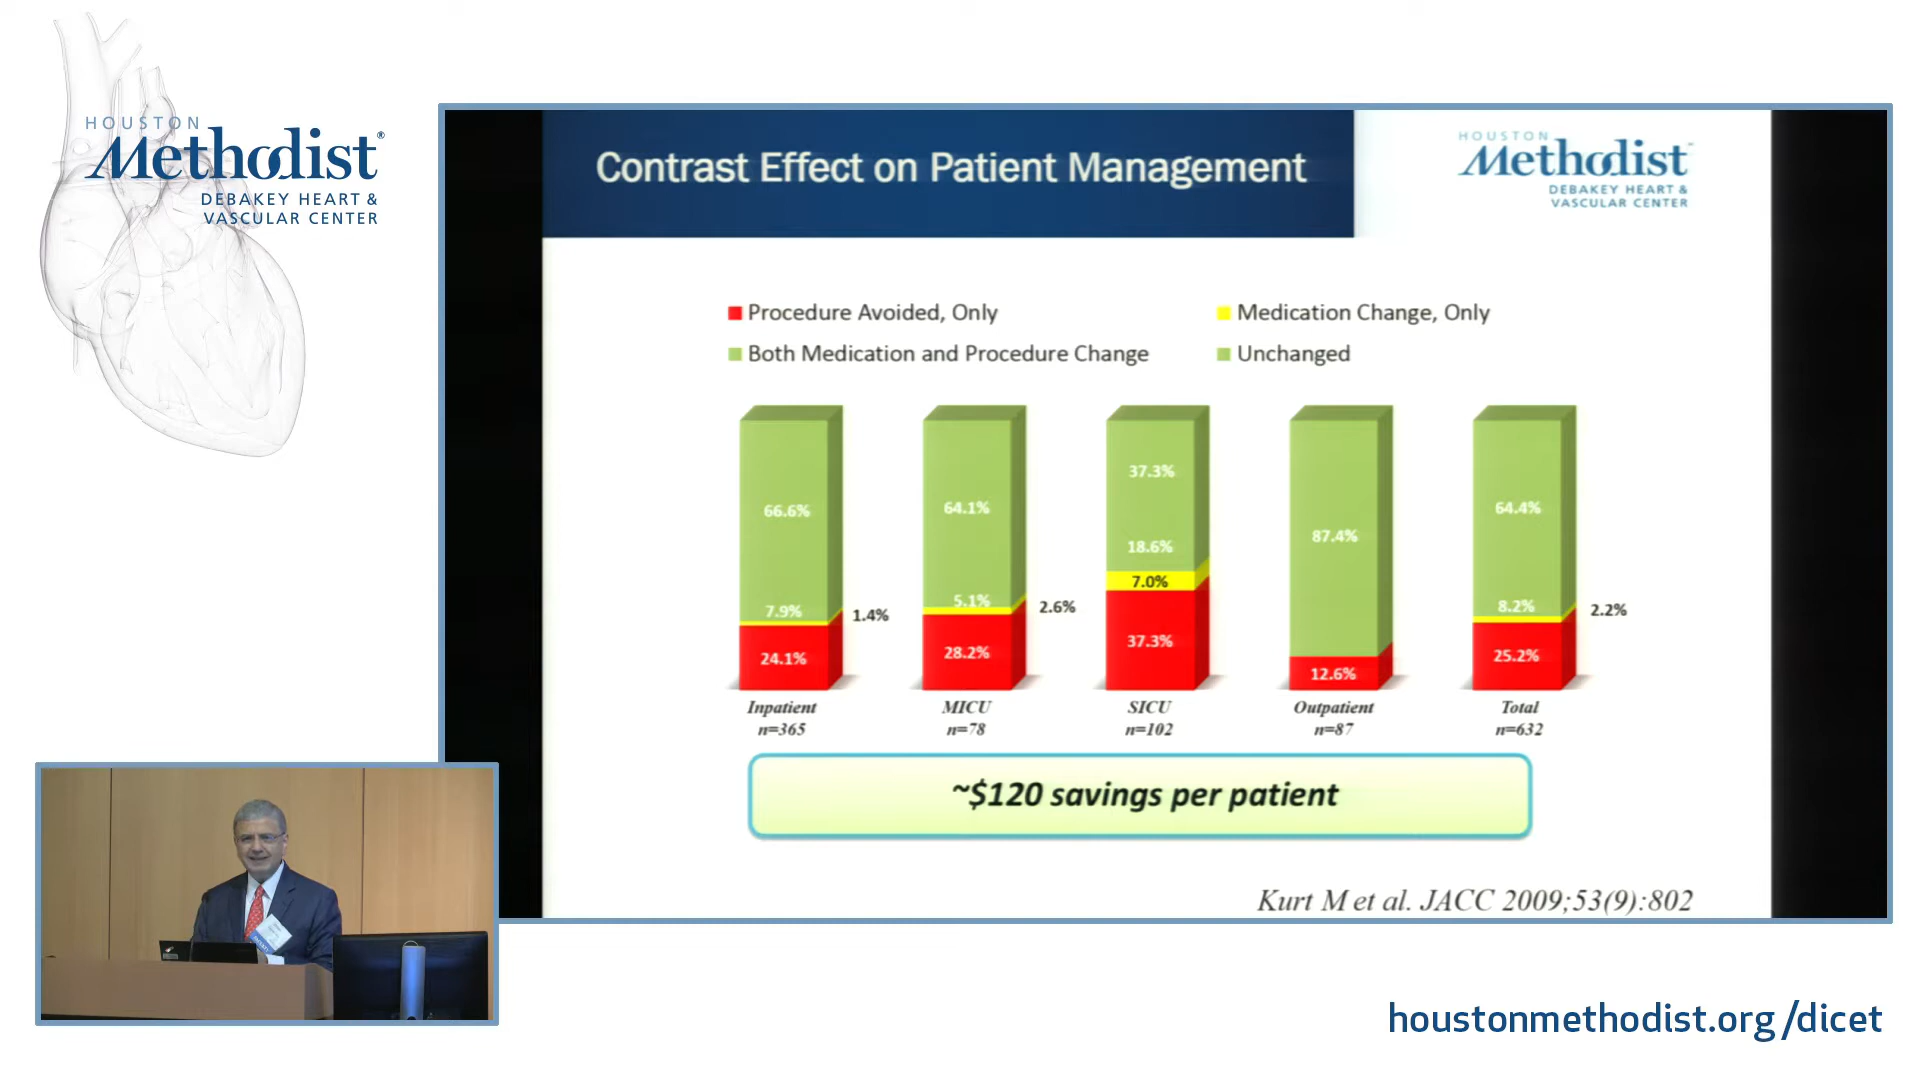 HOUSTON
Methodist®
DEBAKEY HEART &
VASCULAR CENTER
Contrast Effect on Patient Management
HOUSTON
Methodist
DEBAKEY HEART &
VASCULAR CENTER
Procedure Avoided, Only
Medication Change, Only
Both Medication and Procedure Change
Unchanged
66.6%
7.9%
1.4%
24.1%
64.1%
5.1%
2.6%
28.2%
37.3%
18.6%
7.0%
37.3%
87.4%
12.6%
64.4%
8.2%
2.2%
25.2%
Inpatient
n=365
MICU
n=78
SICU
n=102
Outpatient
n=87
Total
n=632
~$120 savings per patient
Kurt M et al. JACC 2009;53(9):802
houstonmethodist.org/dicet